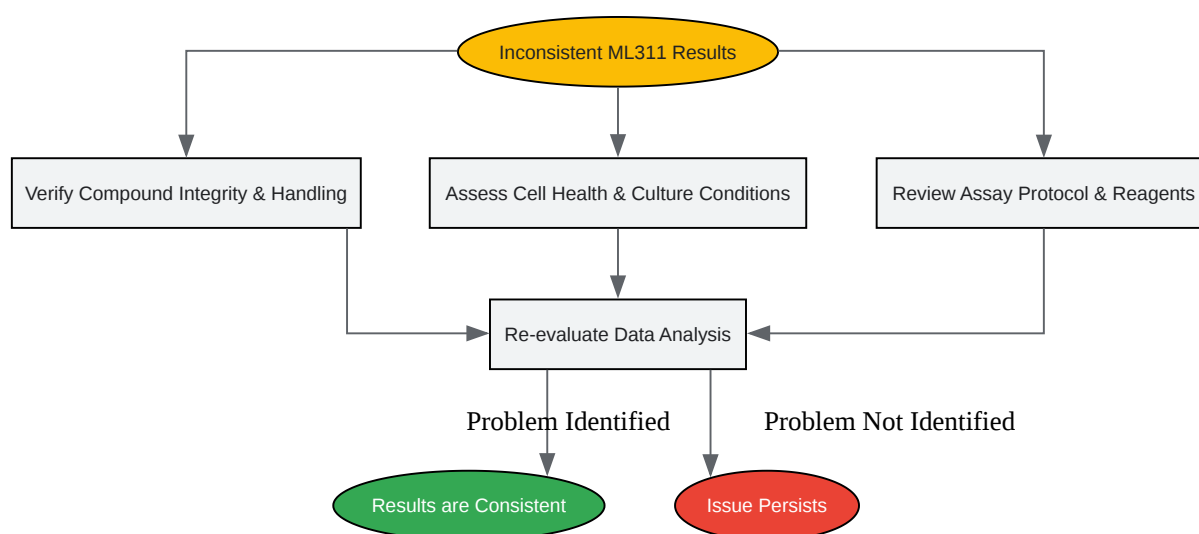 Inconsistent ML311 Results
Verify Compound Integrity & Handling
Assess Cell Health & Culture Conditions
Review Assay Protocol & Reagents
Re-evaluate Data Analysis
Problem Identified
Problem Not Identified
Results are Consistent
Issue Persists